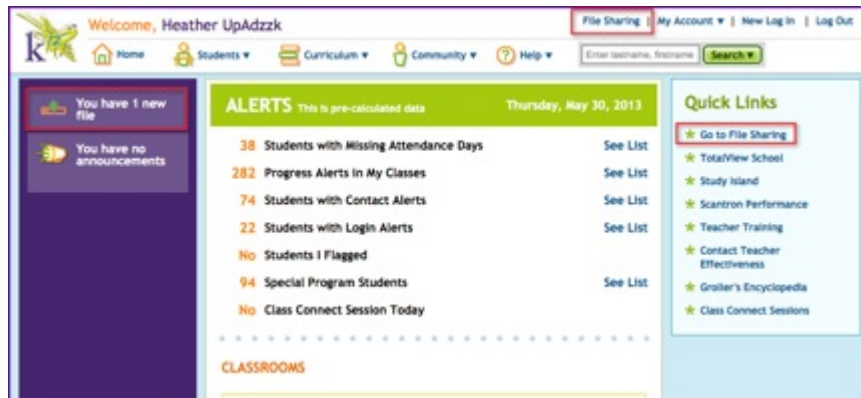 Welcome, Heather UpAdzzk
File Sharing | My Account ▼ | New Log In | Log Out
k
Home Students ▼ Curriculum ▼ Community ▼ ? Help ▼ Enter lastname, firstname Search ▼
You have 1 new
file
You have no
announcements
ALERTS This is pre-calculated data Thursday, May 30, 2013
38 Students with Missing Attendance Days See List
282 Progress Alerts in My Classes See List
74 Students with Contact Alerts See List
22 Students with Login Alerts See List
No Students I Flagged
94 Special Program Students See List
No Class Connect Session Today
CLASSROOMS
Quick Links
Go to File Sharing
TotalView School
Study Island
Scantron Performance
Teacher Training
Contact Teacher
Effectiveness
Grolier's Encyclopedia
Class Connect Sessions